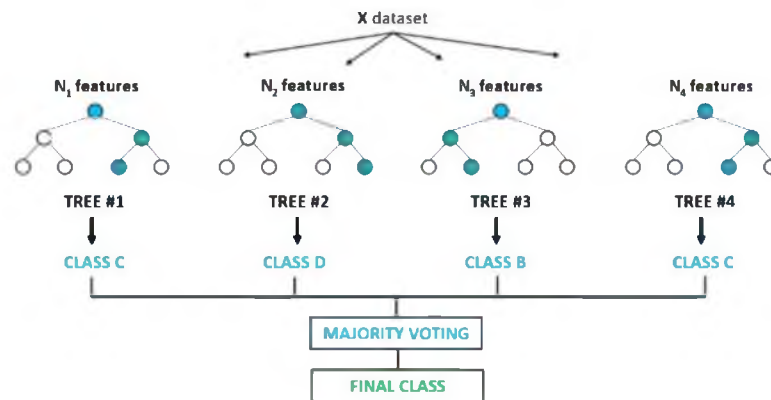 X dataset
N₁ features
N₂ features
N₃ features
N₄ features
TREE #1
TREE #2
TREE #3
TREE #4
CLASS C
CLASS D
CLASS B
CLASS C
MAJORITY VOTING
FINAL CLASS